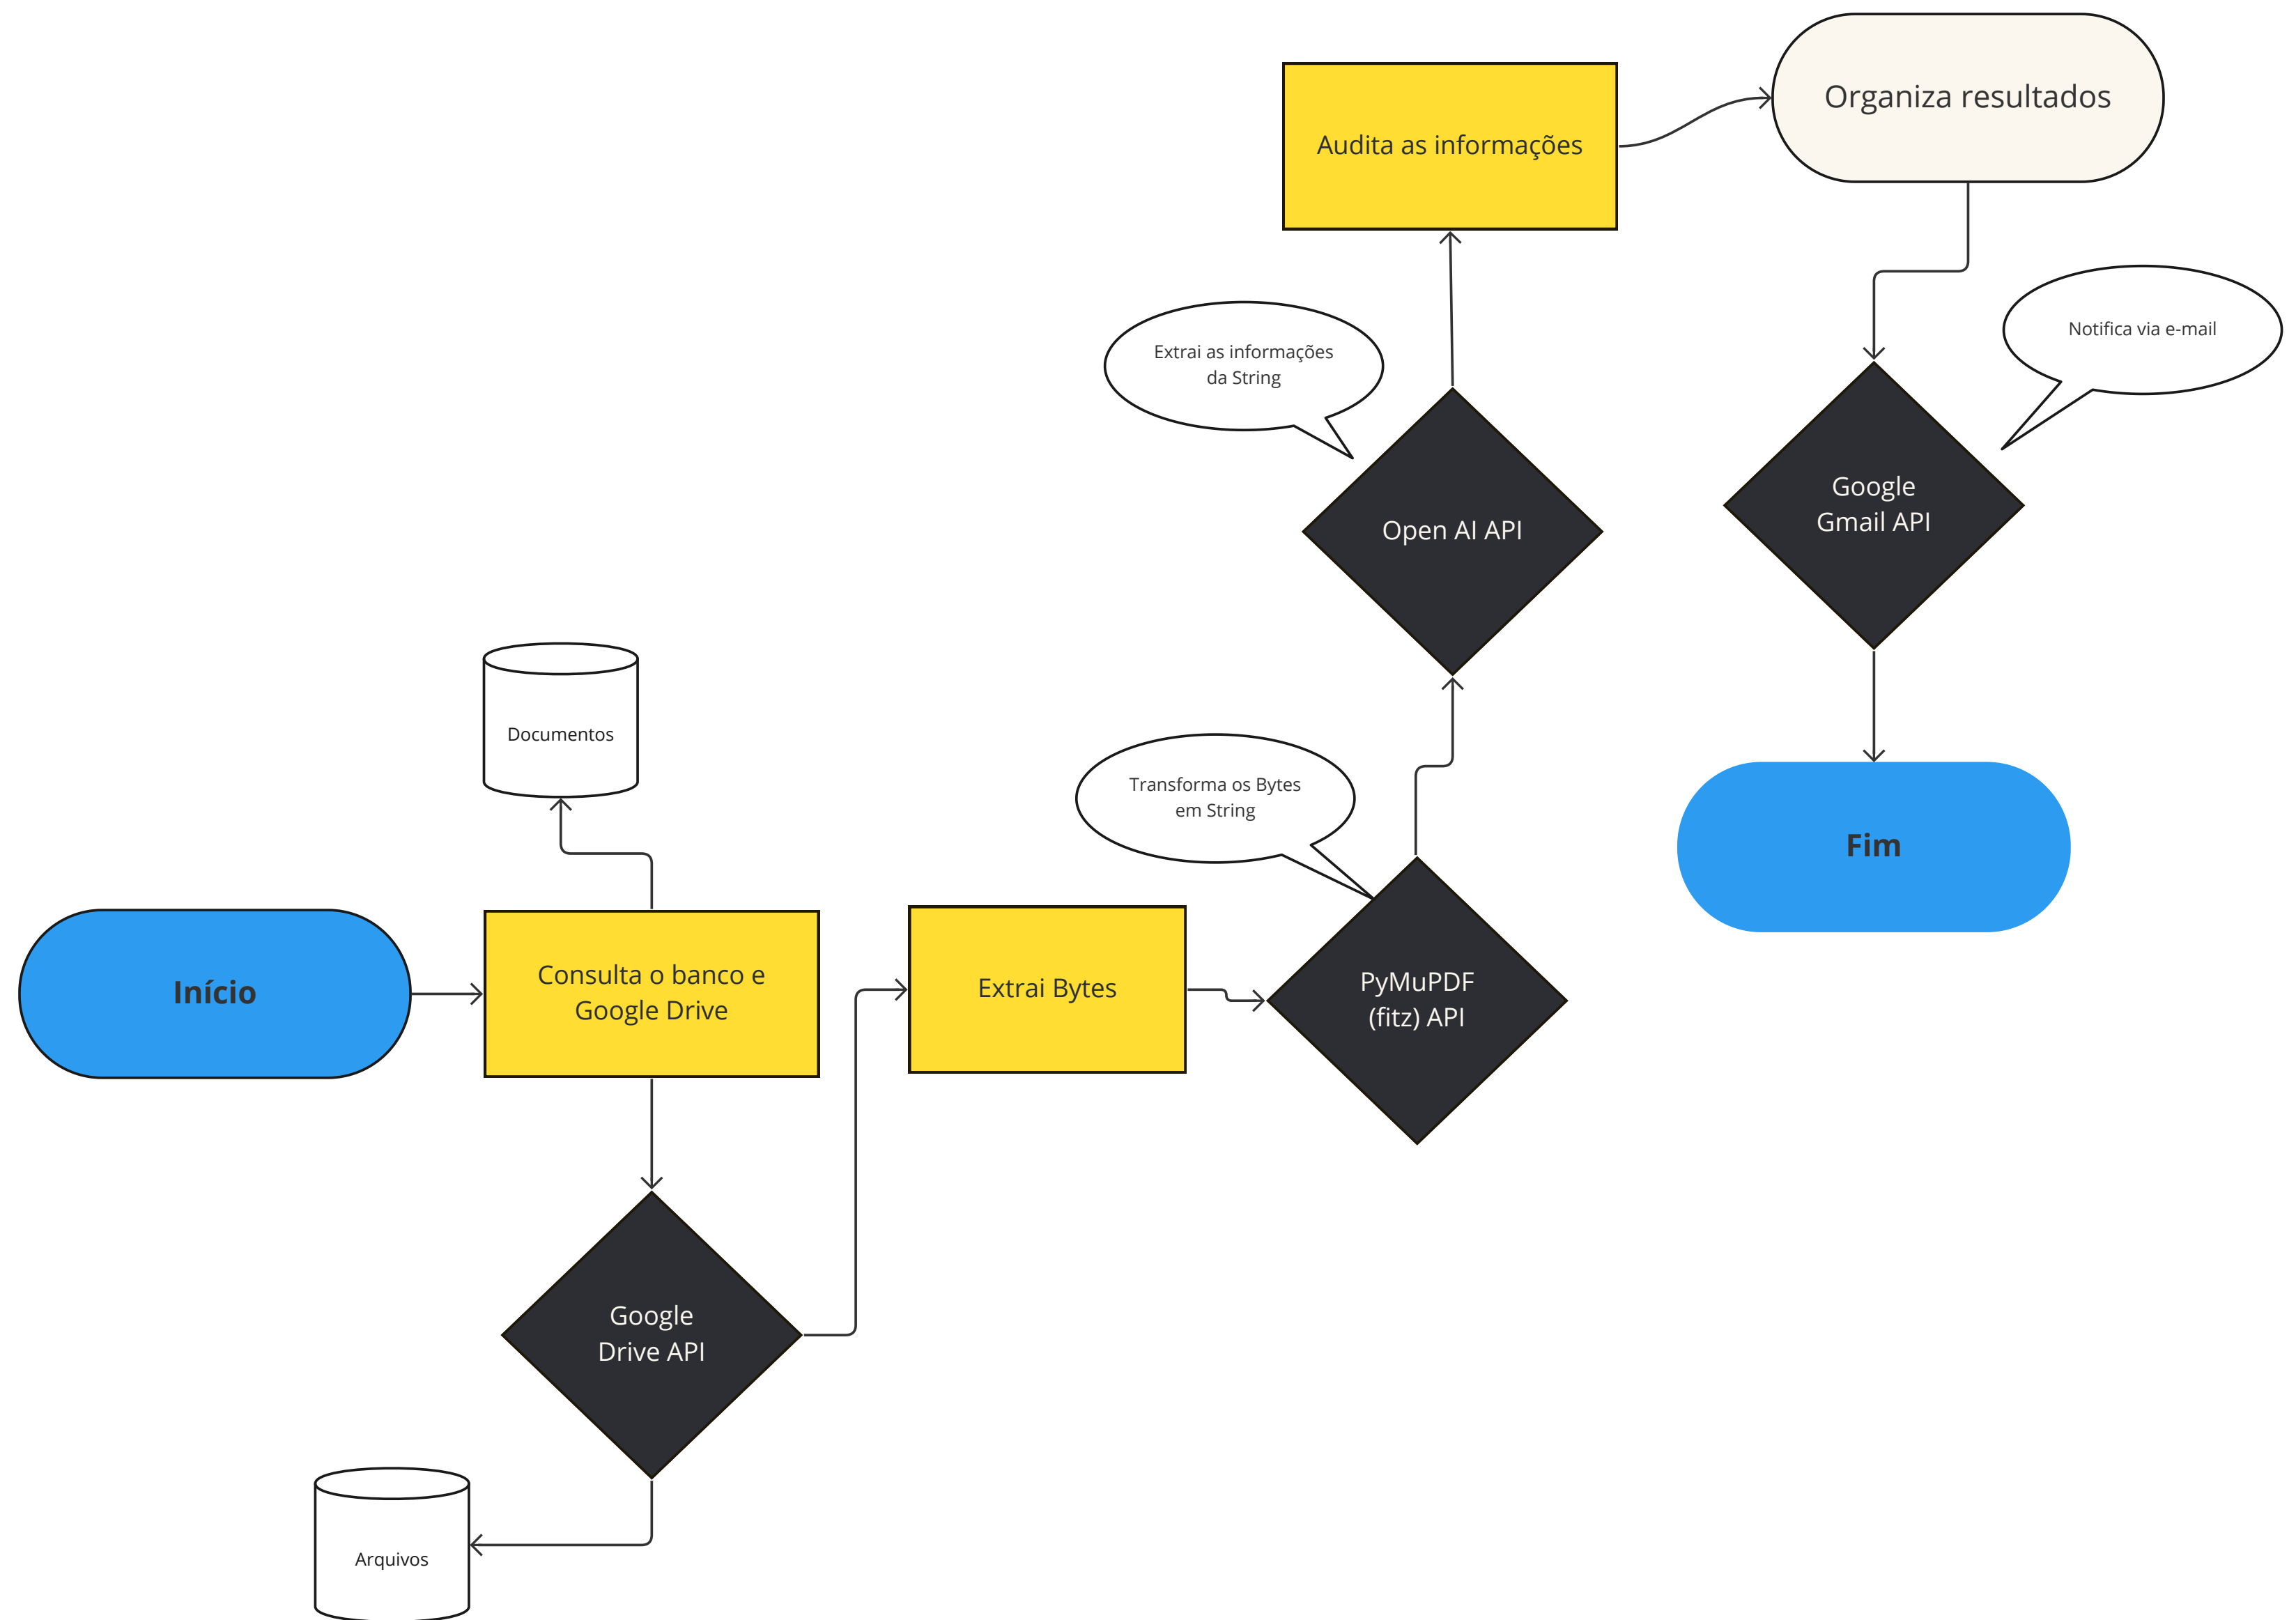 Organiza resultados
Audita as informações
Notifica via e-mail
Extrai as informações
da String
Google
Gmail API
Open AI API
Documentos
Transforma os Bytes
em String
Fim
Início
Consulta o banco e
Google Drive
Extrai Bytes
PyMuPDF
(fitz) API
Google
Drive API
Arquivos